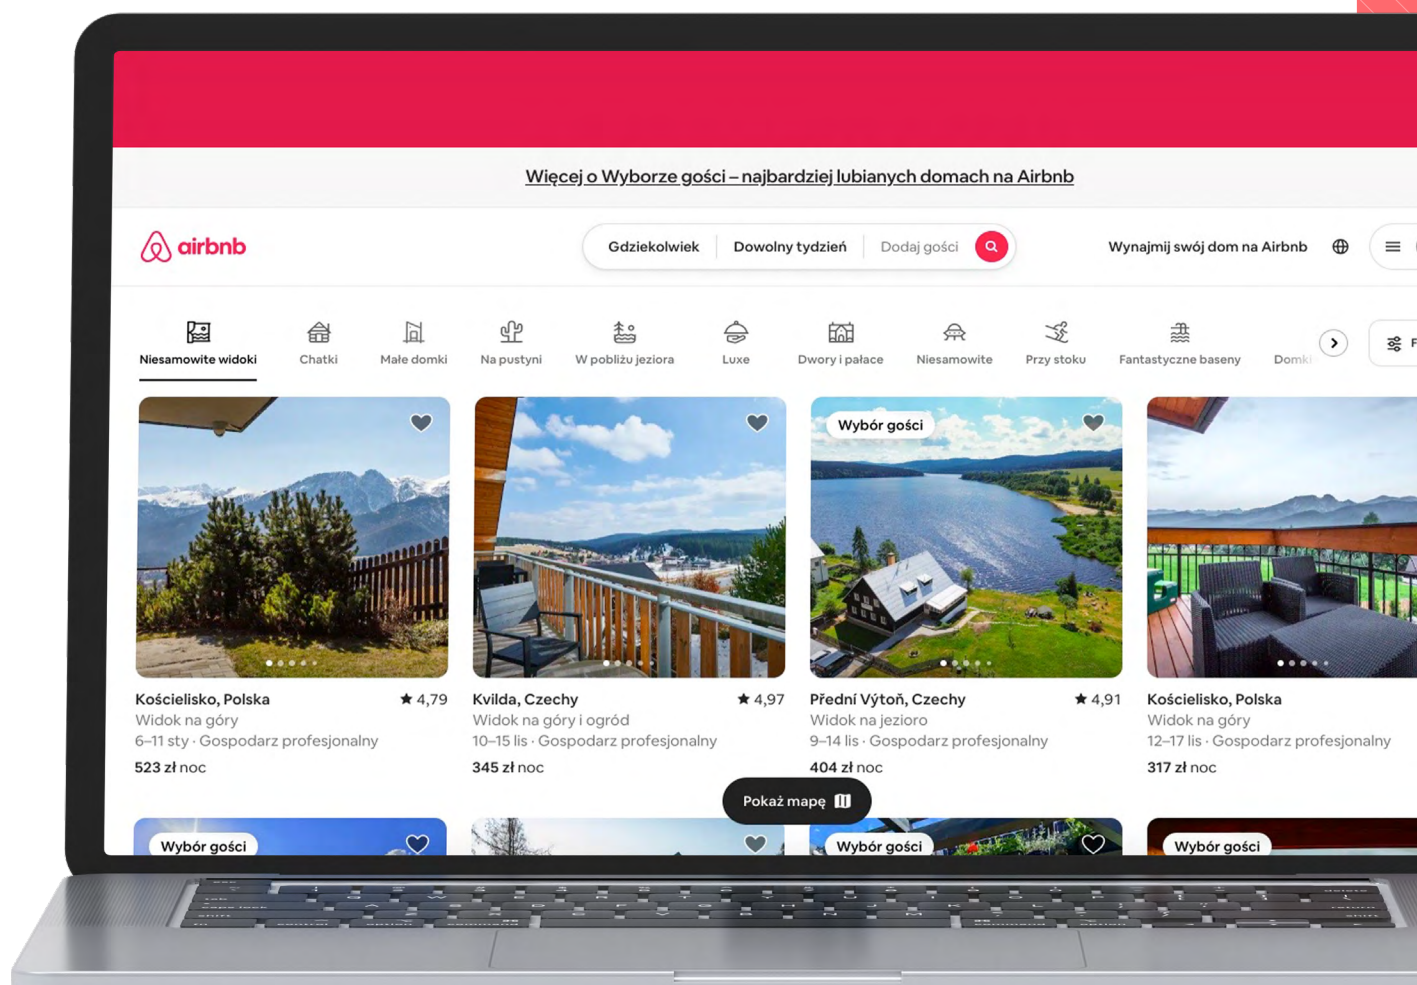 Więcej o Wyborze gości – najbardziej lubianych domach na Airbnb
airbnb
Gdziekolwiek
Dowolny tydzień
Dodaj gości
Wynajmij swój dom na Airbnb
Niesamowite widoki
Chatki
Małe domki
Na pustyni
W pobliżu jeziora
Luxe
Dwory i pałace
Niesamowite
Przy stoku
Fantastyczne baseny
Wybór gości
Kościelisko, Polska
4,79
Widok na góry
6–11 sty · Gospodarz profesjonalny
523 zł noc
Kvilda, Czechy
4,97
Widok na góry i ogród
10–15 lis · Gospodarz profesjonalny
345 zł noc
Přední Výtoň, Czechy
4,91
Widok na jezioro
9–14 lis · Gospodarz profesjonalny
404 zł noc
Kościelisko, Polska
Widok na góry
12–17 lis · Gospodarz profesjonalny
317 zł noc
Pokaż mapę
Wybór gości
Wybór gości
Wybór gości